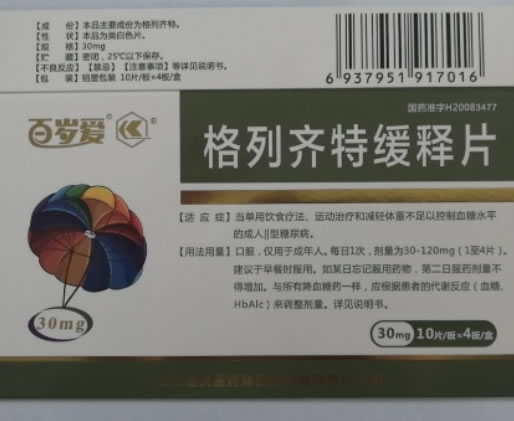 【成　份】本品主要成份为格列齐特。
【性　状】本品为类白色片。
【规　格】30mg
【贮　藏】密闭，25℃以下保存。
【不良反应】【禁忌】【注意事项】等详见说明书。
【包　装】铝塑包装 10片/板×4板/盒
6 937951 917016
国药准字H20083477
百岁爱
格列齐特缓释片
【适 应 症】当单用饮食疗法、运动治疗和减轻体重不足以控制血糖水平
的成人||型糖尿病。
【用法用量】口服，仅用于成年人。每日1次，剂量为30-120mg（1至4片）。
建议于早餐时服用。如某日忘记服用药物，第二日服药剂量不
得增加。与所有降血糖药一样，应根据患者的代谢反应（血糖、
HbAlc）来调整剂量。详见说明书。
30mg
30mg 10片/板×4板/盒